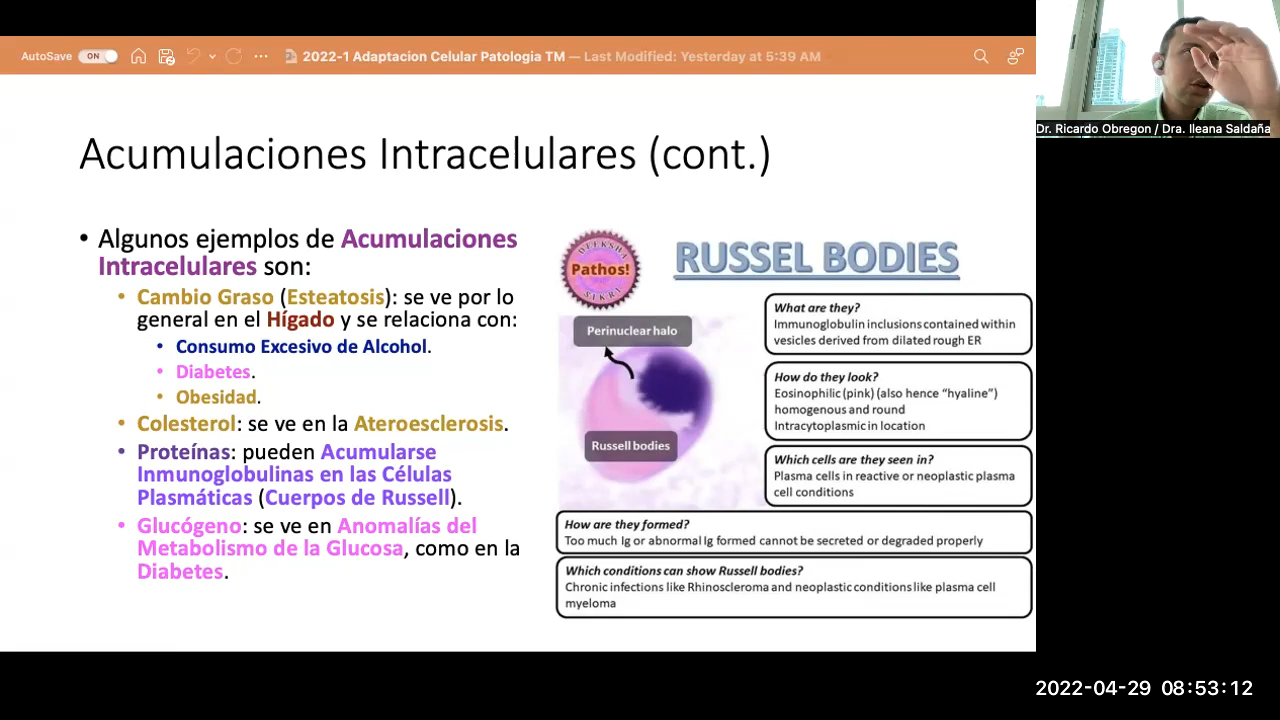 AutoSave ON ... 2022-1 Adaptacion Celular Patologia TM — Last Modified: Yesterday at 5:39 AM
Dr. Ricardo Obregon / Dra. Ileana Saldaña
Acumulaciones Intracelulares (cont.)
• Algunos ejemplos de Acumulaciones
Intracelulares son:
• Cambio Graso (Esteatosis): se ve por lo
general en el Hígado y se relaciona con:
• Consumo Excesivo de Alcohol.
• Diabetes.
• Obesidad.
• Colesterol: se ve en la Ateroesclerosis.
• Proteínas: pueden Acumularse
Inmunoglobulinas en las Células
Plasmáticas (Cuerpos de Russell).
• Glucógeno: se ve en Anomalías del
Metabolismo de la Glucosa, como en la
Diabetes.
WEEKSHA
Pathos!
SIKRA
RUSSEL BODIES
Perinuclear halo
Russell bodies
What are they?
Immunoglobulin inclusions contained within
vesicles derived from dilated rough ER
How do they look?
Eosinophilic (pink) (also hence “hyaline”)
homogenous and round
Intracytoplasmic in location
Which cells are they seen in?
Plasma cells in reactive or neoplastic plasma
cell conditions
How are they formed?
Too much Ig or abnormal Ig formed cannot be secreted or degraded properly
Which conditions can show Russell bodies?
Chronic infections like Rhinoscleroma and neoplastic conditions like plasma cell
myeloma
2022-04-29 08:53:12